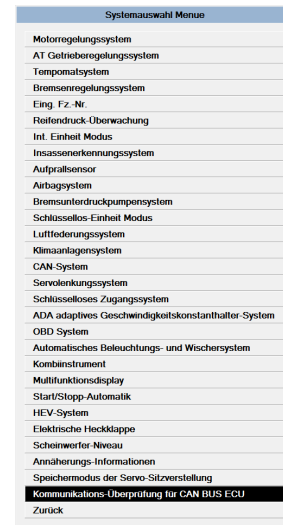 Systemauswahl Menue
Motorregelungssystem
AT Getrieberegelungssystem
Tempomatsystem
Bremsenregelungssystem
Eing. Fz.-Nr.
Reifendruck-Überwachung
Int. Einheit Modus
Insassenerkennungssystem
Aufprallsensor
Airbagsystem
Bremsunterdruckpumpensystem
Schlüssellos-Einheit Modus
Luftfederungssystem
Klimaanlagensystem
CAN-System
Servolenkungssystem
Schlüsselloses Zugangssystem
ADA adaptives Geschwindigkeitskonstanthalter-System
OBD System
Automatisches Beleuchtungs- und Wischersystem
Kombiinstrument
Multifunktionsdisplay
Start/Stopp-Automatik
HEV-System
Elektrische Heckklappe
Scheinwerfer-Niveau
Annäherungs-Informationen
Speichermodus der Servo-Sitzverstellung
Kommunikations-Überprüfung für CAN BUS ECU
Zurück